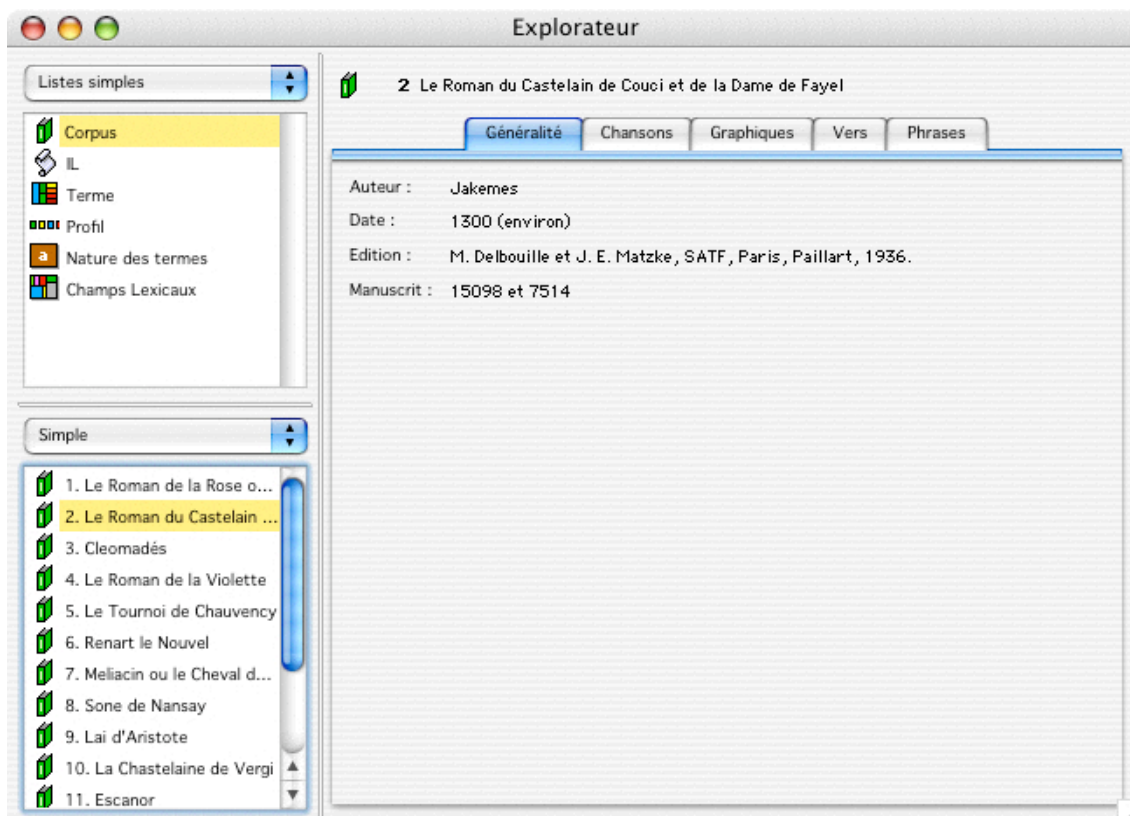 Explorateur
Listes simples
Corpus
IL
Terme
Profil
a Nature des termes
Champs Lexicaux
Simple
1. Le Roman de la Rose o...
2. Le Roman du Castelain ...
3. Cleomadés
4. Le Roman de la Violette
5. Le Tournoi de Chauvency
6. Renart le Nouvel
7. Meliacin ou le Cheval d...
8. Sone de Nansay
9. Lai d'Aristote
10. La Chastelaine de Vergi
11. Escanor
2 Le Roman du Castelain de Couci et de la Dame de Fayel
Généralité Chansons Graphiques Vers Phrases
Auteur : Jakemes
Date : 1300 (environ)
Edition : M. Delbouille et J. E. Matzke, SATF, Paris, Paillart, 1936.
Manuscrit : 15098 et 7514